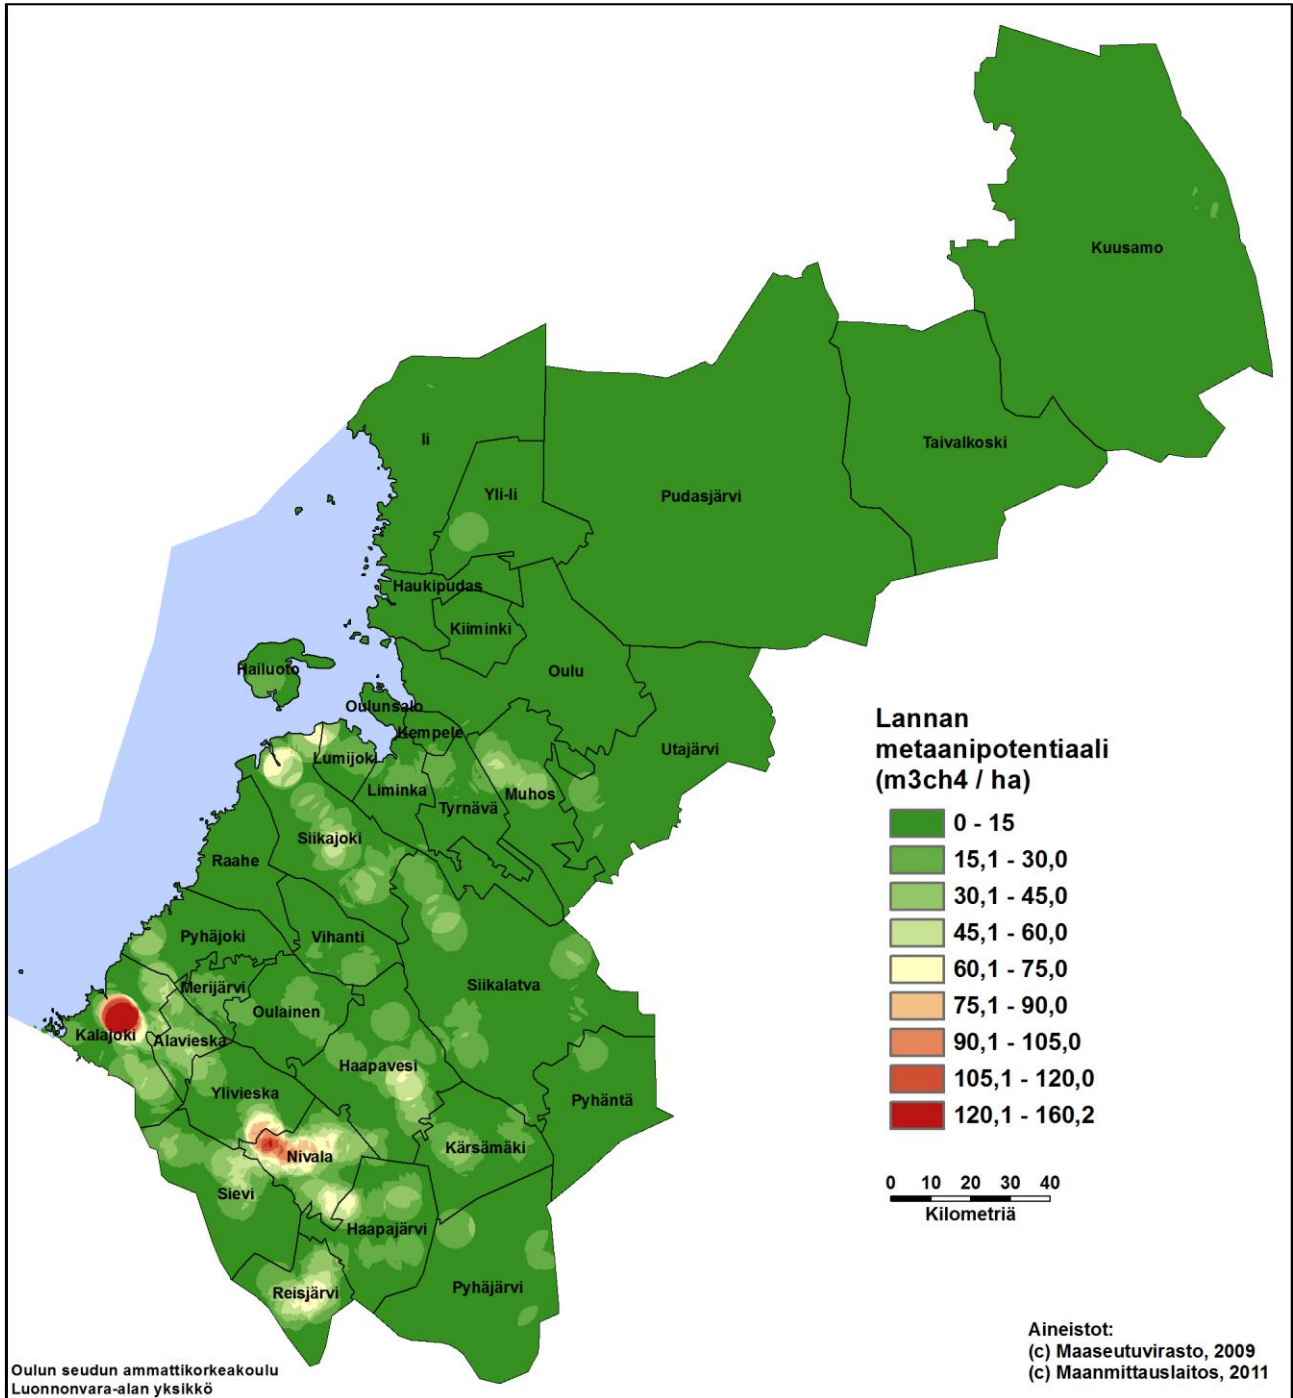 Kuusamo
Taivalkoski
Ii
Yli-Ii
Pudasjärvi
Haukipudas
Kiiminki
Oulu
Hailuoto
Oulunsalo
Kempele
Utajärvi
Lumijoki
Liminka
Tyrnävä
Muhos
Siikajoki
Raahe
Pyhäjoki
Vihanti
Merijärvi
Oulainen
Siikalatva
Kalajoki
Alavieska
Haapavesi
Ylivieska
Pyhäntä
Kärsämäki
Nivala
Sievi
Haapajärvi
Reisjärvi
Pyhäjärvi
Lannan
metaanipotentiaali
(m3ch4 / ha)
0 - 15
15,1 - 30,0
30,1 - 45,0
45,1 - 60,0
60,1 - 75,0
75,1 - 90,0
90,1 - 105,0
105,1 - 120,0
120,1 - 160,2
0 10 20 30 40
Kilometriä
Aineistot:
(c) Maaseutuvirasto, 2009
(c) Maanmittauslaitos, 2011
Oulun seudun ammattikorkeakoulu
Luonnonvara-alan yksikkö